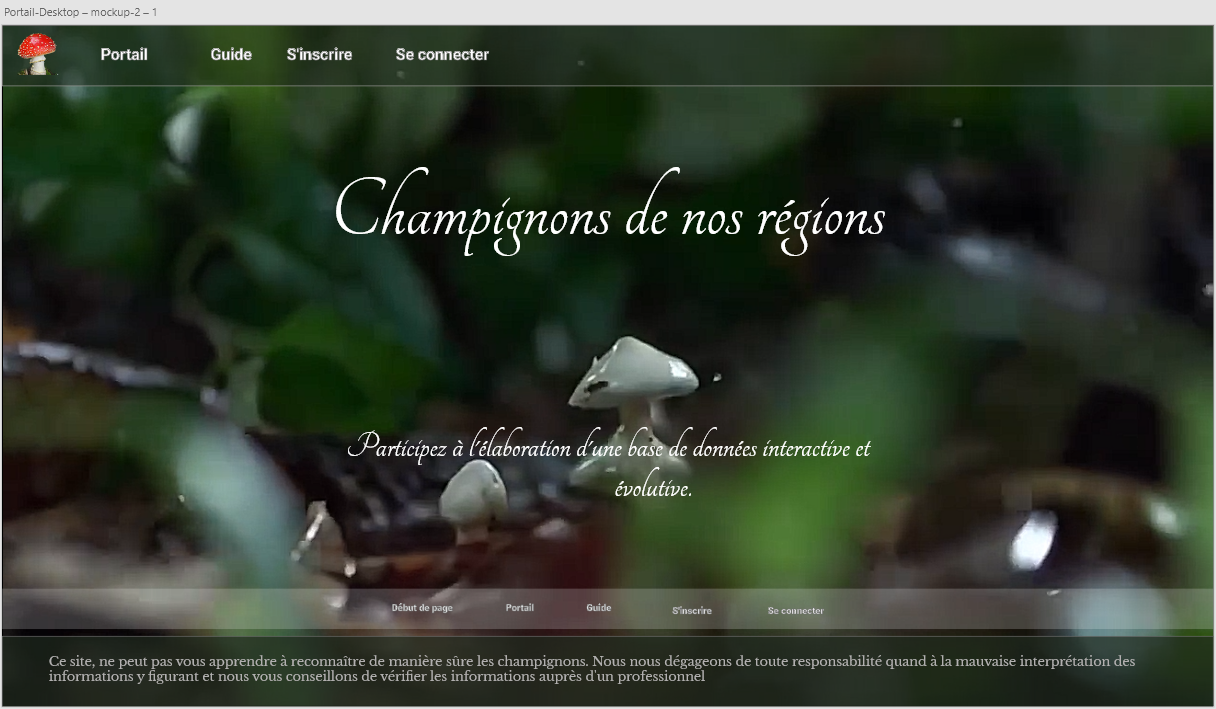 Portail-Desktop – mockup-2 – 1
Portail Guide S'inscrire Se connecter
Champignons de nos régions
Participez à l'élaboration d'une base de données interactive et
évolutive.
Début de page Portail Guide S'inscrire Se connecter
Ce site, ne peut pas vous apprendre à reconnaître de manière sûre les champignons. Nous nous dégageons de toute responsabilité quand à la mauvaise interprétation des
informations y figurant et nous vous conseillons de vérifier les informations auprès d'un professionnel